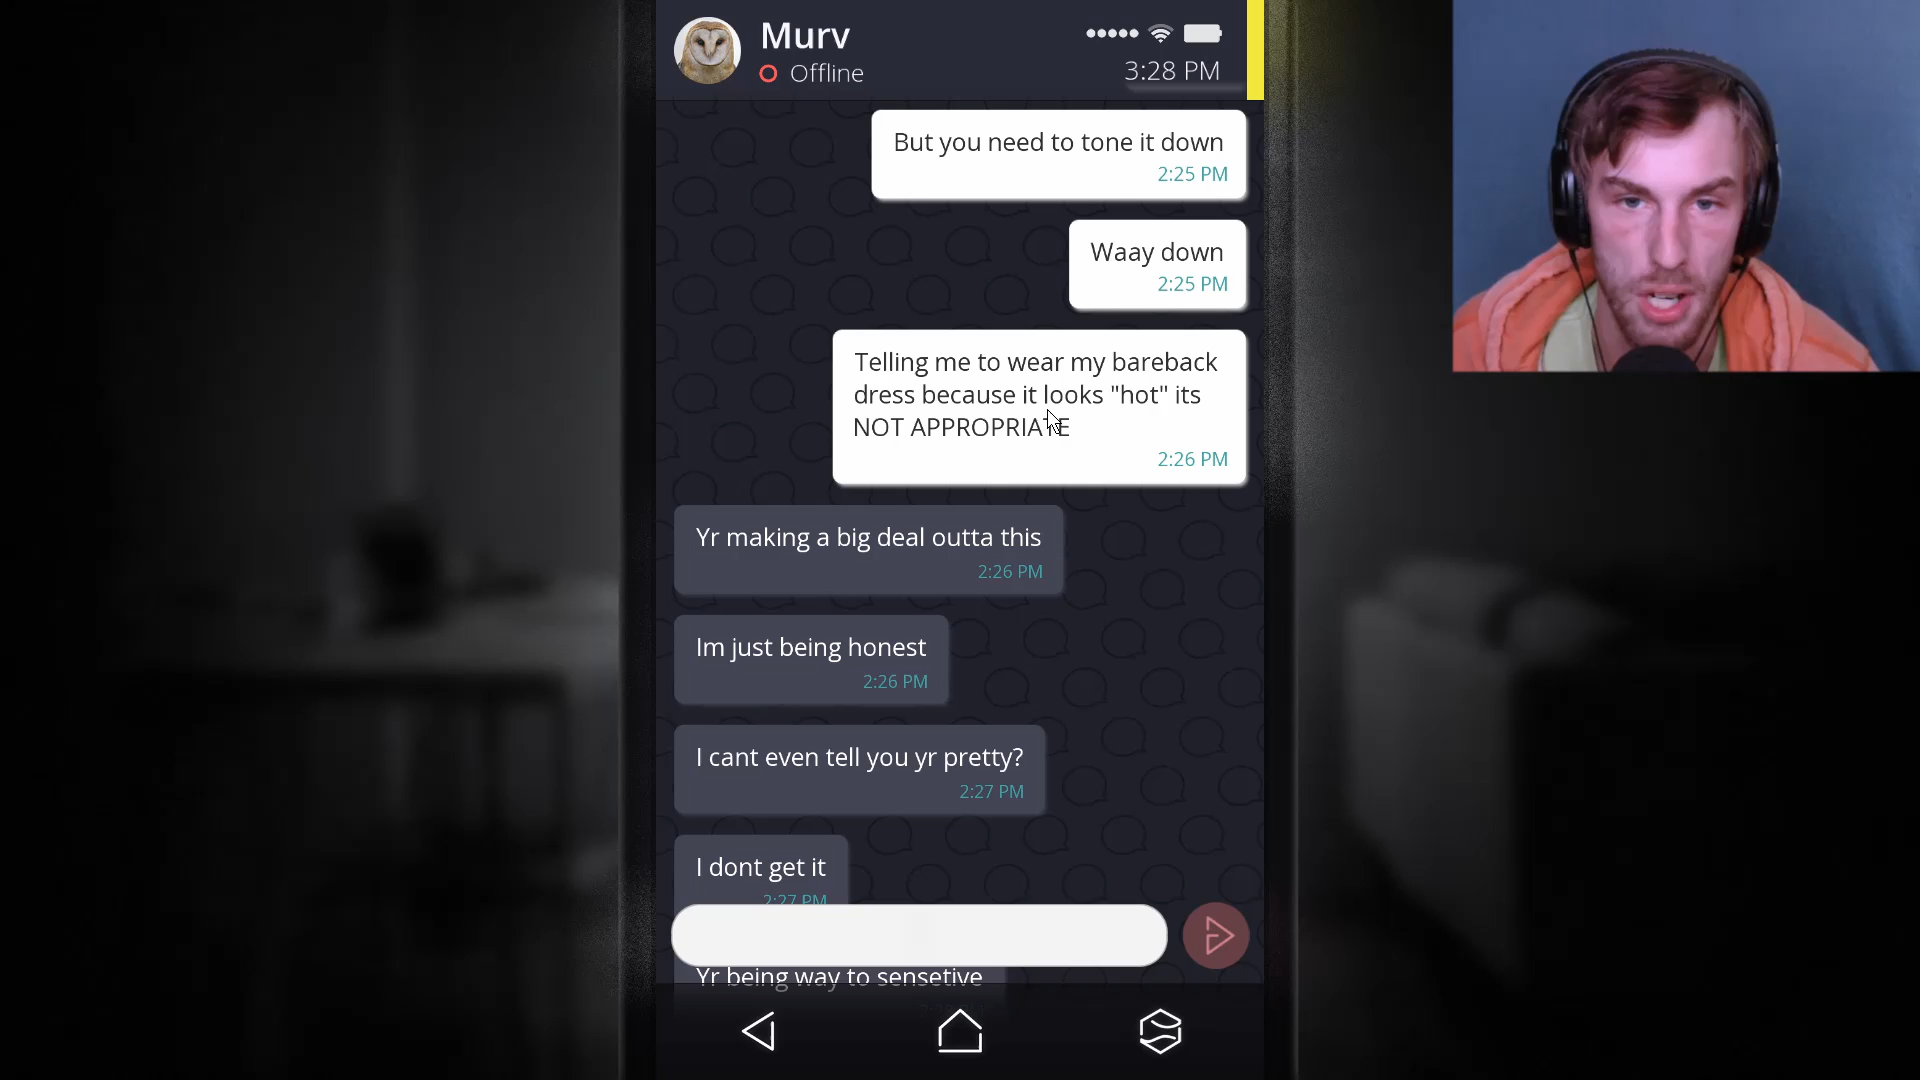 Murv
Offline
3:28 PM
But you need to tone it down
2:25 PM
Waay down
2:25 PM
Telling me to wear my bareback
dress because it looks "hot" its
NOT APPROPRIATE
2:26 PM
Yr making a big deal outta this
2:26 PM
Im just being honest
2:26 PM
I cant even tell you yr pretty?
2:27 PM
I dont get it
2:27 PM
Yr being way to sensetive